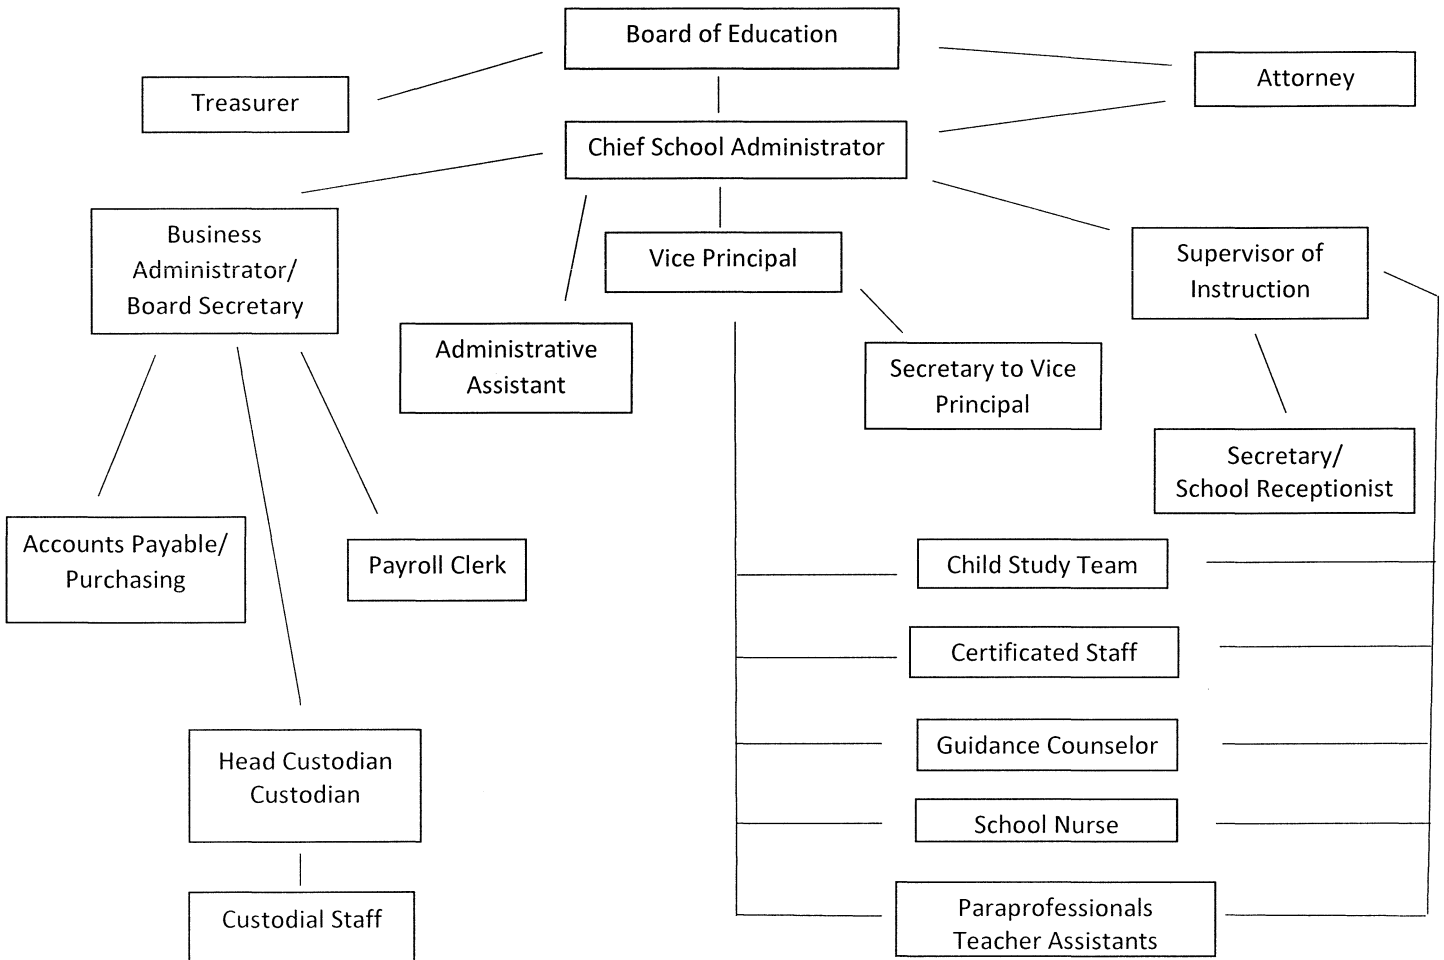 Board of Education
Attorney
Treasurer
Chief School Administrator
Business
Administrator/
Board Secretary
Vice Principal
Supervisor of
Instruction
Administrative
Assistant
Secretary to Vice
Principal
Secretary/
School Receptionist
Accounts Payable/
Purchasing
Payroll Clerk
Child Study Team
Certificated Staff
Guidance Counselor
Head Custodian
Custodian
School Nurse
Custodial Staff
Paraprofessionals
Teacher Assistants